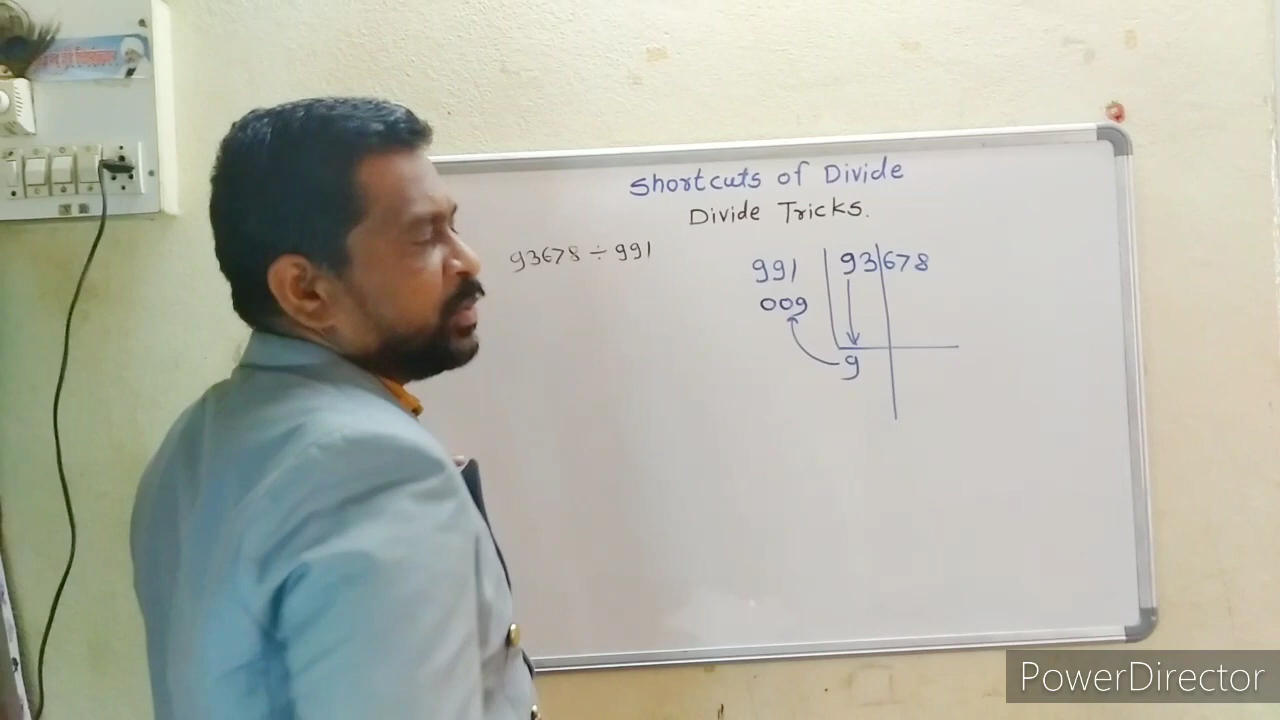 Shortcuts of Divide
Divide Tricks.
93678 ÷ 991
991 93 678
009
9
PowerDirector